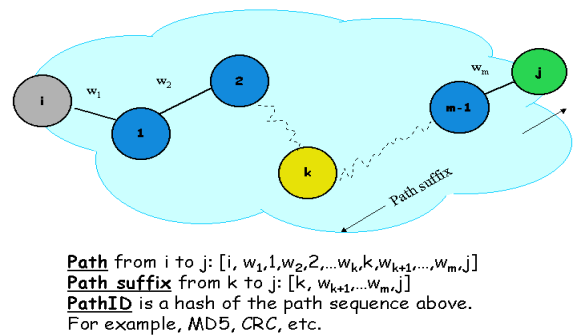 i
w₁
1
w₂
2
k
m-1
wₘ
j
Path suffix
Path from i to j: [i, w₁,1,w₂,2,...wₖ,k,wₖ₊₁,...,wₘ,j]
Path suffix from k to j: [k, wₖ₊₁...wₘ,j]
PathID is a hash of the path sequence above.
For example, MD5, CRC, etc.